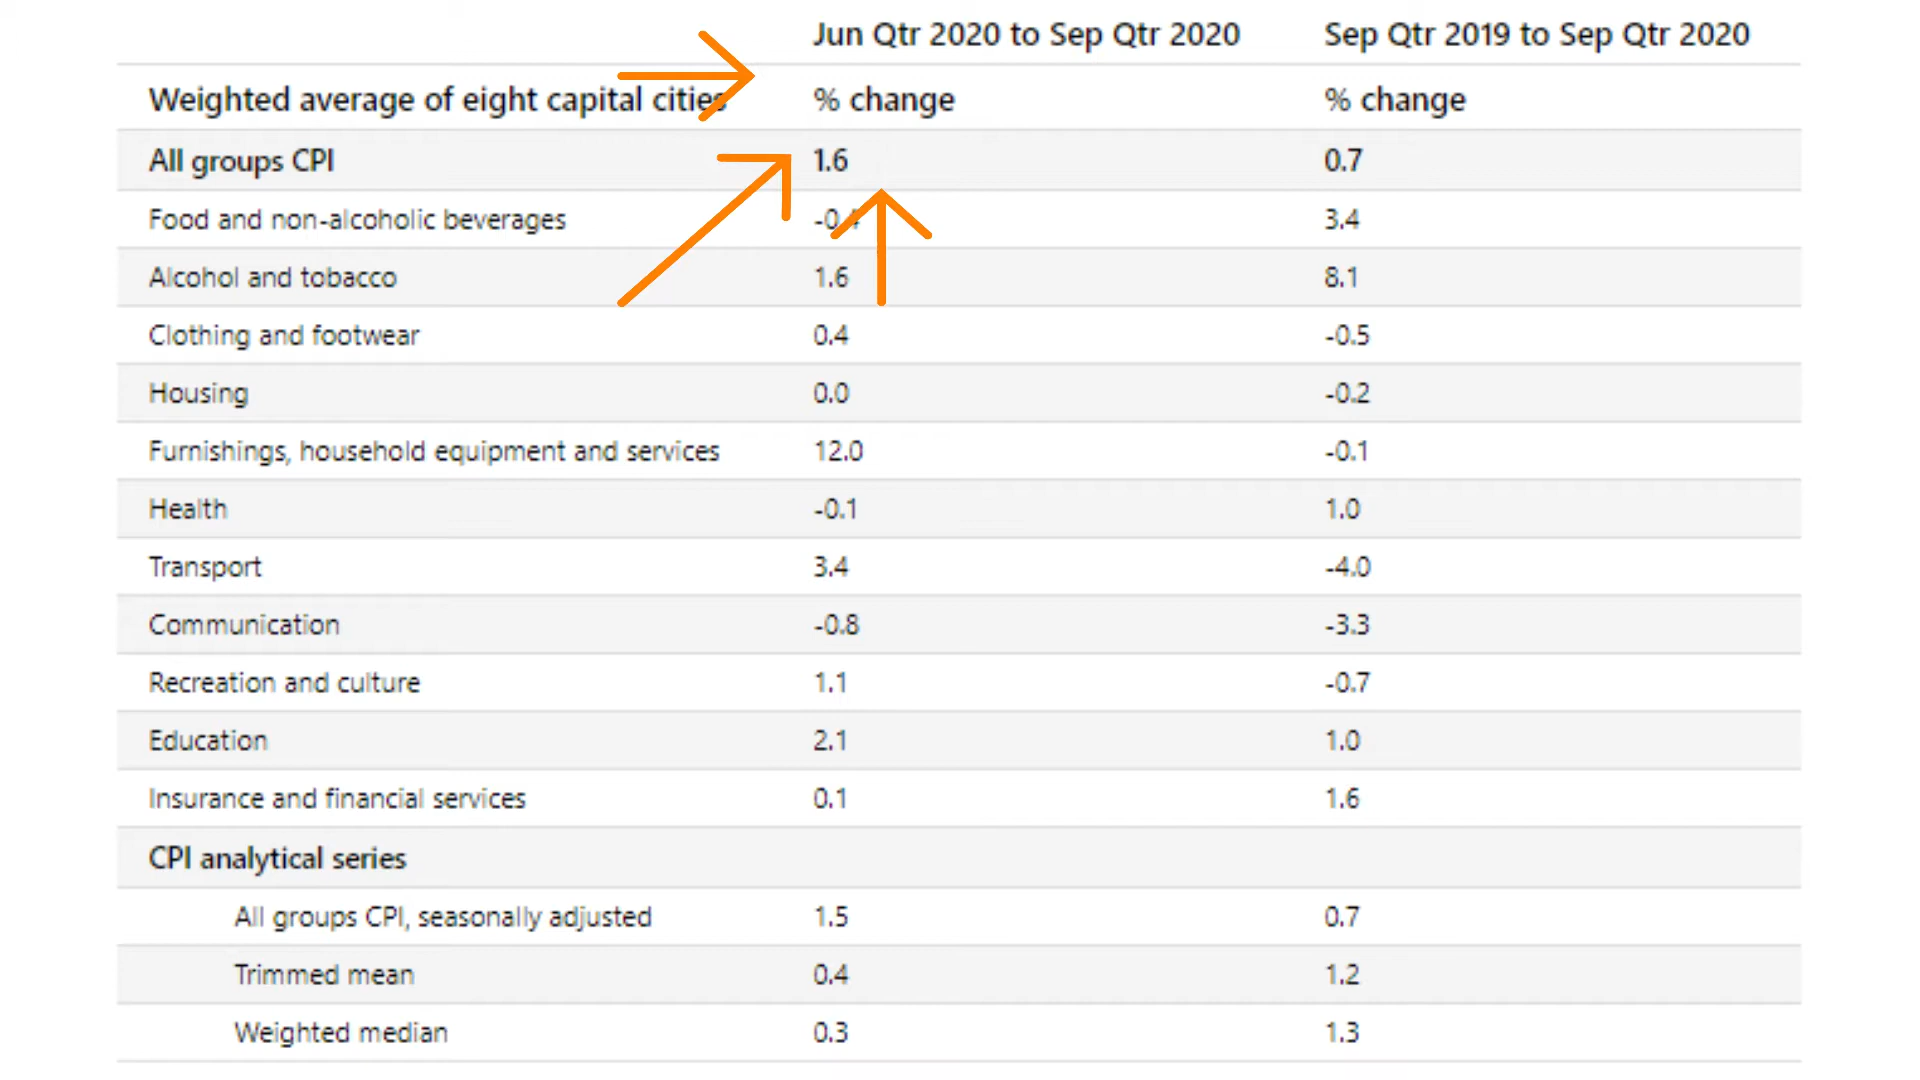 Jun Qtr 2020 to Sep Qtr 2020 Sep Qtr 2019 to Sep Qtr 2020
Weighted average of eight capital cities % change % change
All groups CPI 1.6 0.7
Food and non-alcoholic beverages -0.4 3.4
Alcohol and tobacco 1.6 8.1
Clothing and footwear 0.4 -0.5
Housing 0.0 -0.2
Furnishings, household equipment and services 12.0 -0.1
Health -0.1 1.0
Transport 3.4 -4.0
Communication -0.8 -3.3
Recreation and culture 1.1 -0.7
Education 2.1 1.0
Insurance and financial services 0.1 1.6
CPI analytical series
All groups CPI, seasonally adjusted 1.5 0.7
Trimmed mean 0.4 1.2
Weighted median 0.3 1.3